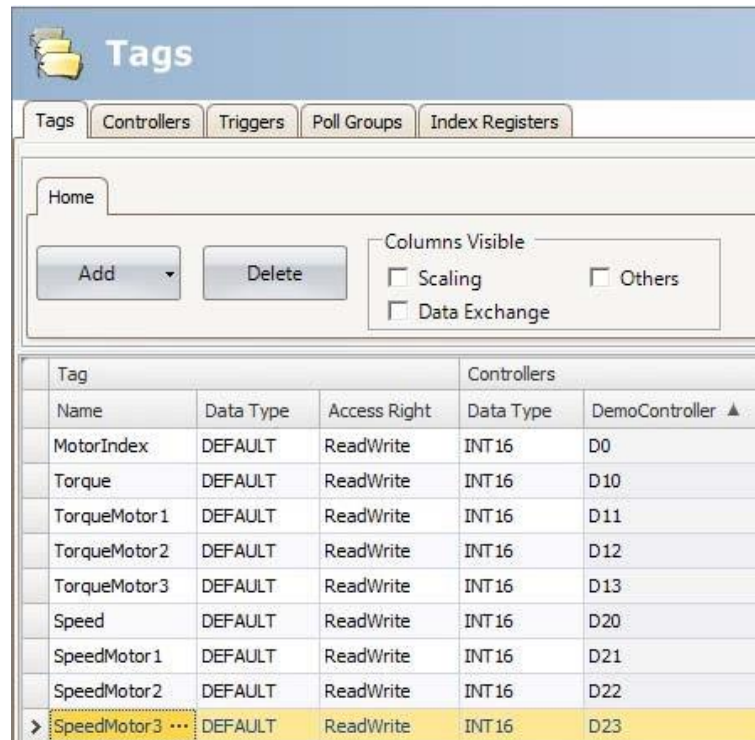 Tags
Tags Controllers Triggers Poll Groups Index Registers
Home
Add Delete
Columns Visible
Scaling Others
Data Exchange
Tag Controllers
Name Data Type Access Right Data Type DemoController
MotorIndex DEFAULT ReadWrite INT16 D0
Torque DEFAULT ReadWrite INT16 D10
TorqueMotor1 DEFAULT ReadWrite INT16 D11
TorqueMotor2 DEFAULT ReadWrite INT16 D12
TorqueMotor3 DEFAULT ReadWrite INT16 D13
Speed DEFAULT ReadWrite INT16 D20
SpeedMotor1 DEFAULT ReadWrite INT16 D21
SpeedMotor2 DEFAULT ReadWrite INT16 D22
SpeedMotor3 ... DEFAULT ReadWrite INT16 D23